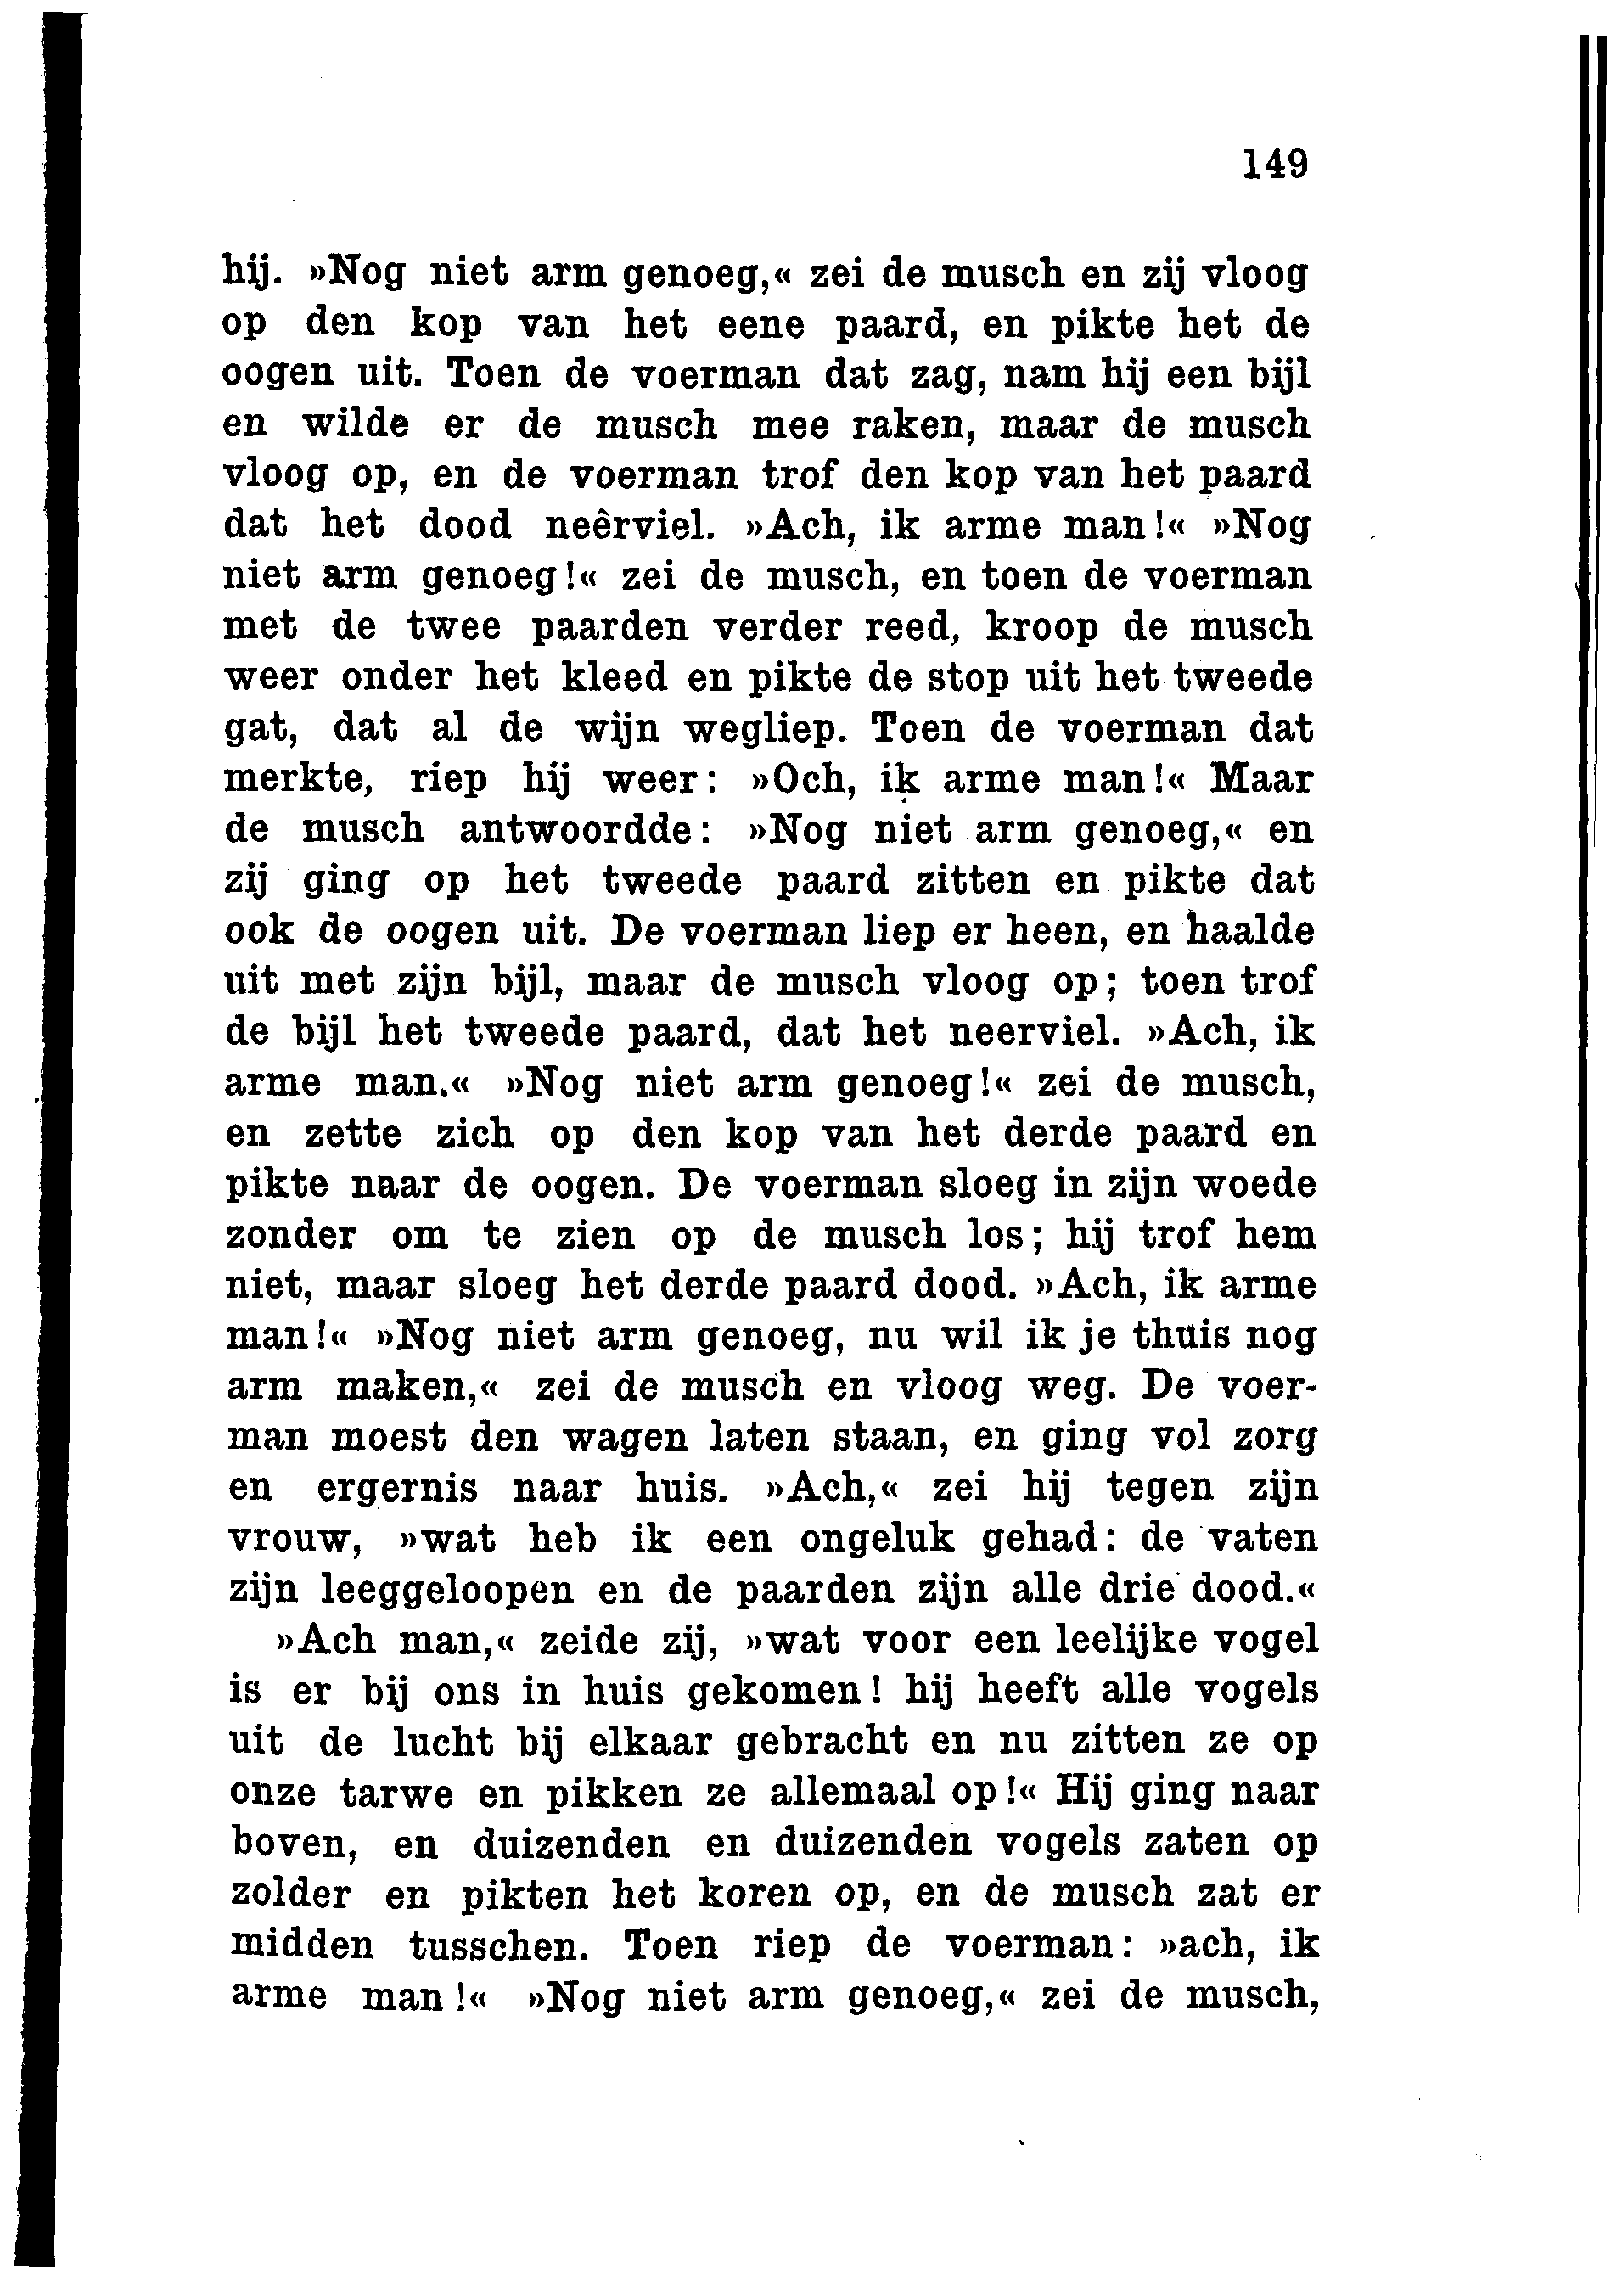 149
hij. »Nog niet arm genoeg,« zei de musch en zij vloog
op den kop van het eene paard, en pikte het de
oogen uit. Toen de voerman dat zag, nam hij een bijl
en wilde er de musch mee raken, maar de musch
vloog op, en de voerman trof den kop van het paard
dat het dood neêrviel. »Ach, ik arme man!« »Nog
niet arm genoeg!« zei de musch, en toen de voerman
met de twee paarden verder reed, kroop de musch
weer onder het kleed en pikte de stop uit het tweede
gat, dat al de wijn wegliep. Toen de voerman dat
merkte, riep hij weer: »Och, ik arme man!« Maar
de musch antwoordde: »Nog niet arm genoeg,« en
zij ging op het tweede paard zitten en pikte dat
ook de oogen uit. De voerman liep er heen, en haalde
uit met zijn bijl, maar de musch vloog op; toen trof
de bijl het tweede paard, dat het neerviel. »Ach, ik
arme man.« »Nog niet arm genoeg!« zei de musch,
en zette zich op den kop van het derde paard en
pikte naar de oogen. De voerman sloeg in zijn woede
zonder om te zien op de musch los; hij trof hem
niet, maar sloeg het derde paard dood. »Ach, ik arme
man!« »Nog niet arm genoeg, nu wil ik je thuis nog
arm maken,« zei de musch en vloog weg. De voer-
man moest den wagen laten staan, en ging vol zorg
en ergernis naar huis. »Ach,« zei hij tegen zijn
vrouw, »wat heb ik een ongeluk gehad: de vaten
zijn leeggeloopen en de paarden zijn alle drie dood.«
»Ach man,« zeide zij, »wat voor een leelijke vogel
is er bij ons in huis gekomen! hij heeft alle vogels
uit de lucht bij elkaar gebracht en nu zitten ze op
onze tarwe en pikken ze allemaal op!« Hij ging naar
boven, en duizenden en duizenden vogels zaten op
zolder en pikten het koren op, en de musch zat er
midden tusschen. Toen riep de voerman: »ach, ik
arme man!« »Nog niet arm genoeg,« zei de musch,